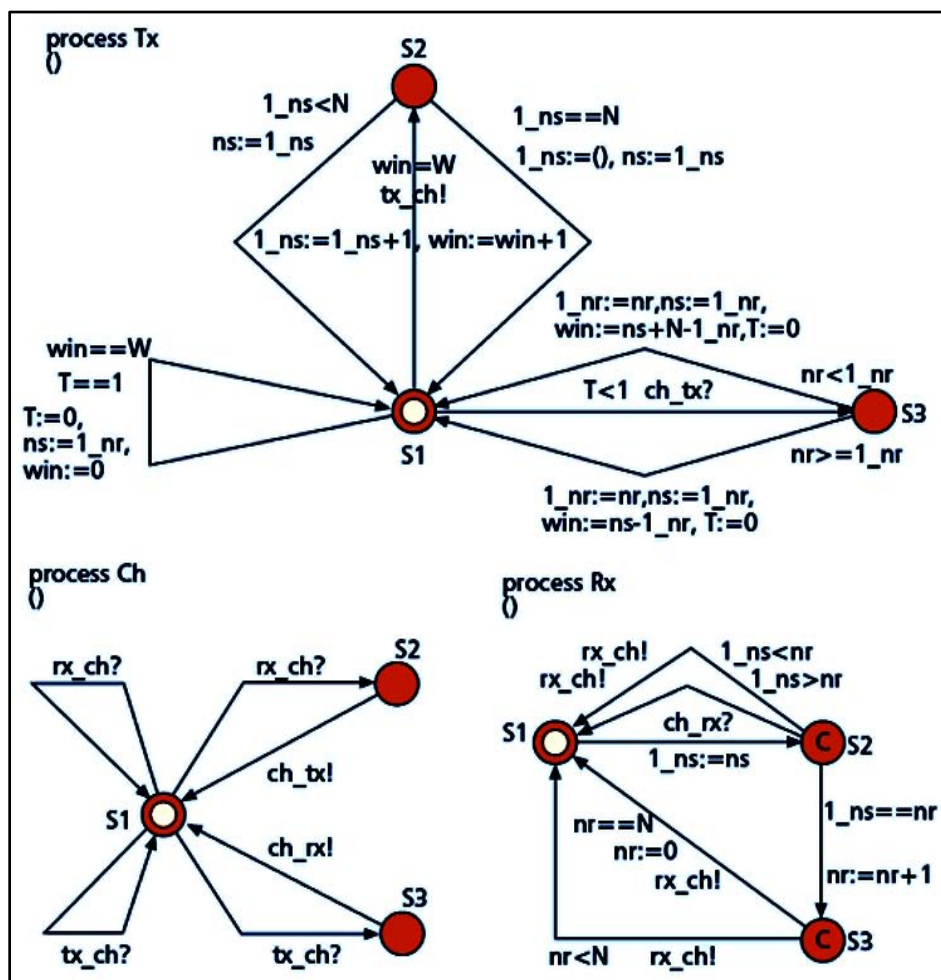 process Tx
()
S2
1_ns<N
ns:=1_ns
1_ns==N
1_ns:=(), ns:=1_ns
win=W
tx_ch!
1_ns:=1_ns+1, win:=win+1
win==W
T==1
T:=0,
ns:=1_nr,
win:=0
S1
1_nr:=nr,ns:=1_nr,
win:=ns+N-1_nr,T:=0
T<1 ch_tx?
nr<1_nr
S3
nr>=1_nr
1_nr:=nr,ns:=1_nr,
win:=ns-1_nr, T:=0
process Ch
()
rx_ch?
rx_ch?
S2
ch_tx!
S1
ch_rx!
S3
tx_ch?
tx_ch?
process Rx
()
rx_ch!
1_ns<nr
rx_ch!
1_ns>nr
S1
ch_rx?
1_ns:=ns
C S2
1_ns==nr
nr==N
nr:=0
rx_ch!
nr:=nr+1
C S3
nr<N
rx_ch!